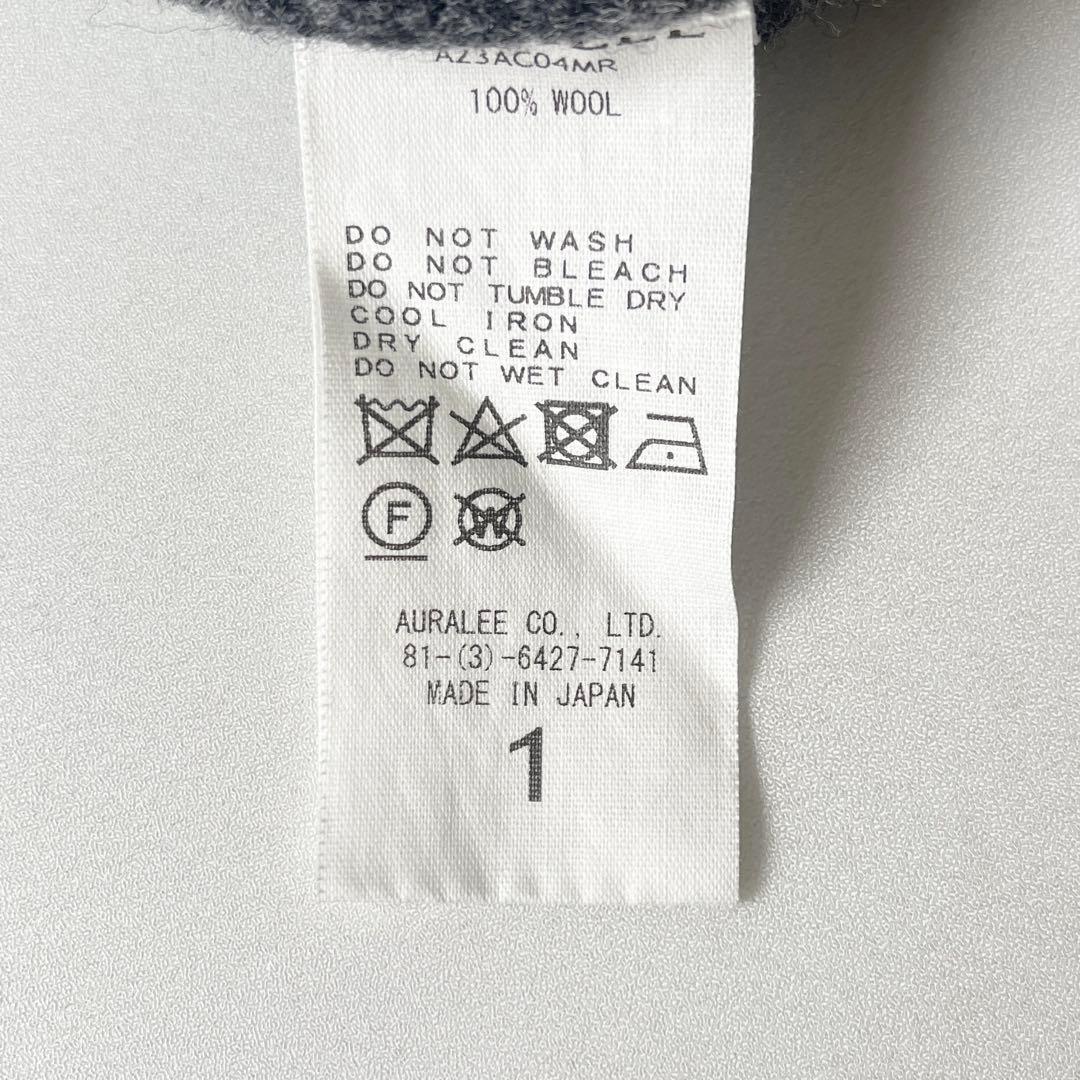 A23AC04MR
100% WOOL
DO NOT WASH
DO NOT BLEACH
DO NOT TUMBLE DRY
COOL IRON
DRY CLEAN
DO NOT WET CLEAN
F W
AURALEE CO., LTD.
81-(3)-6427-7141
MADE IN JAPAN
1